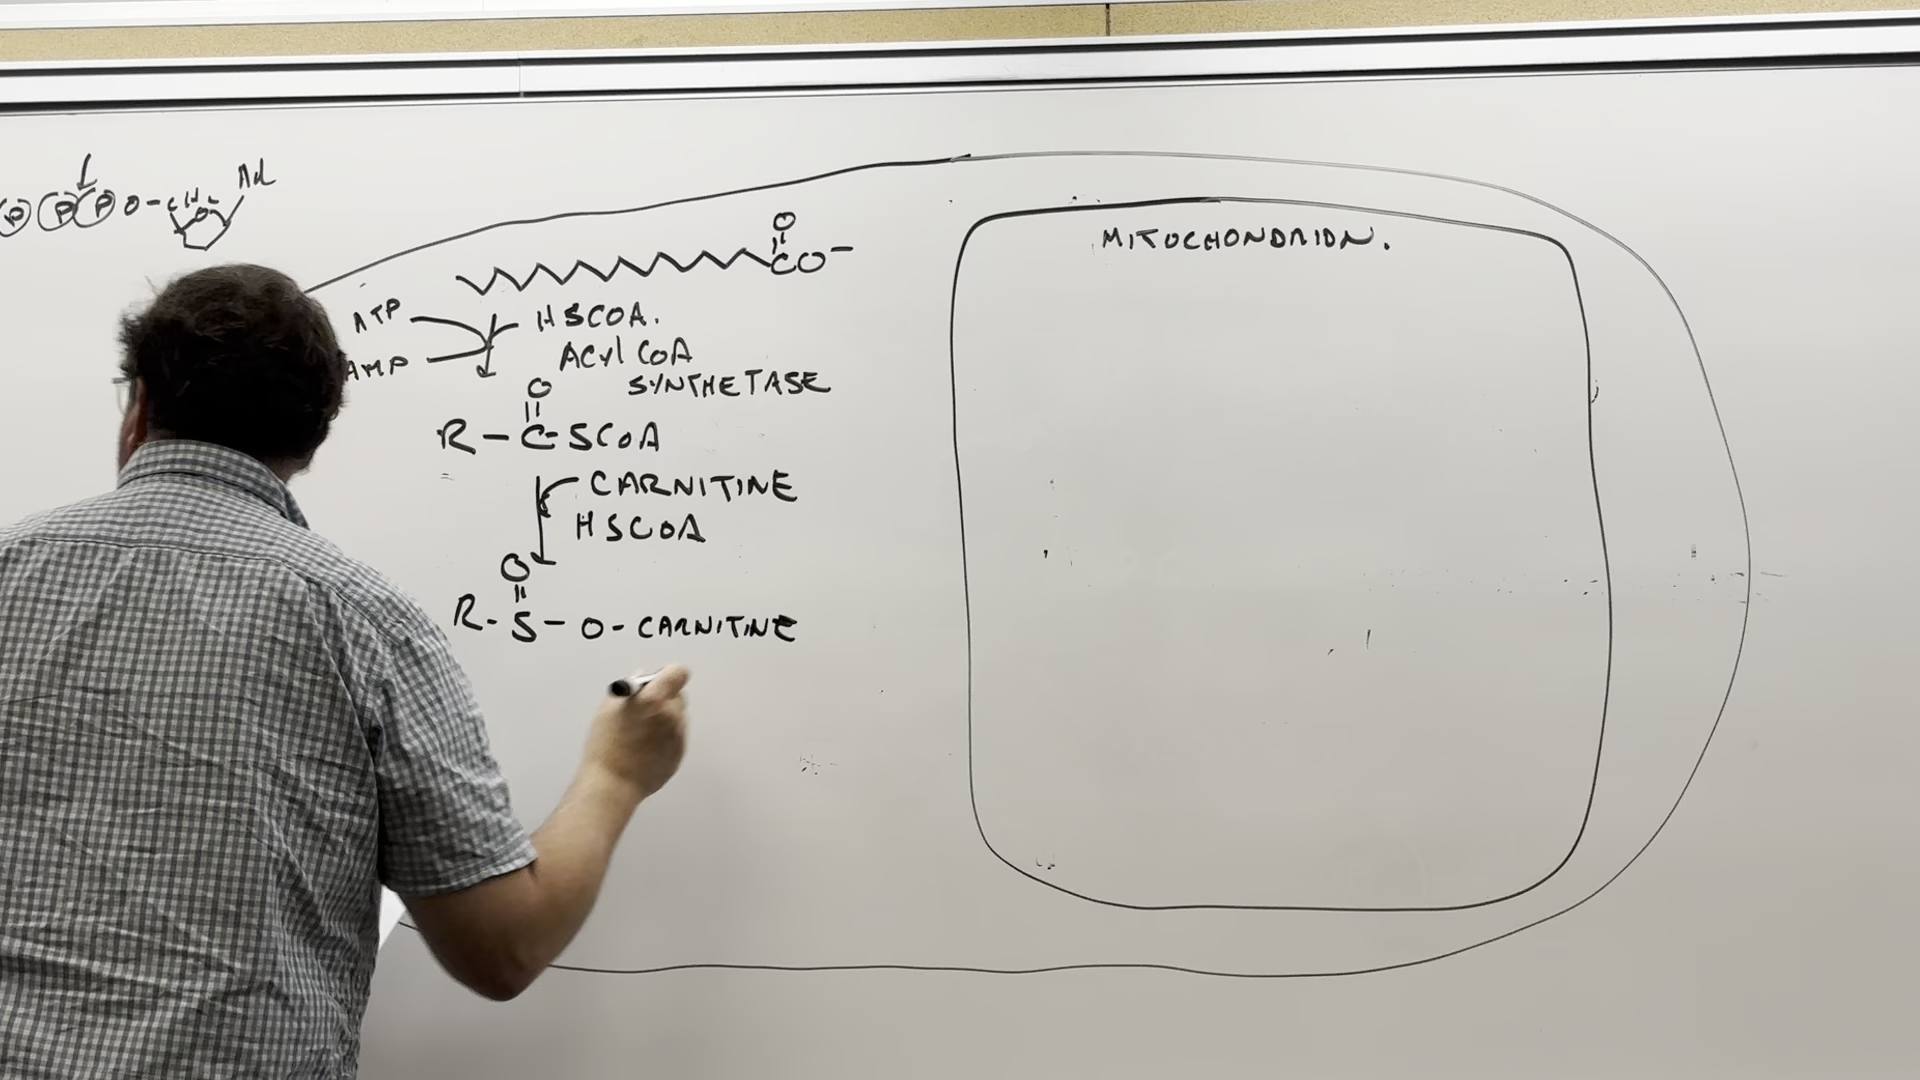 P P P O-CH2 Ad
MITOCHONDRION.
O
CO-
ATP
HSCOA.
AMP
ACYl COA
SYNTHETASE
O
R-C-SCOA
CARNITINE
HSCOA
O
R-S-O-CARNITINE